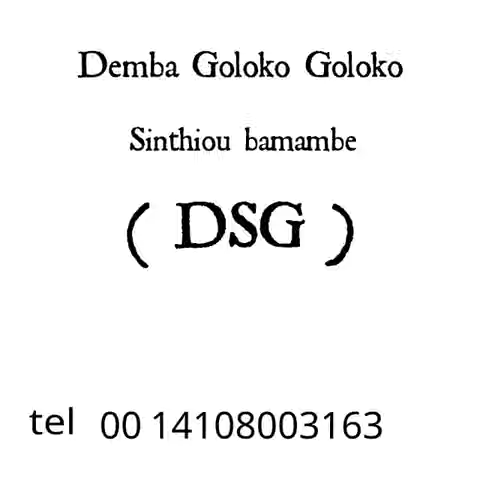 Demba Goloko Goloko
Sinthiou bamambe
( DSG )
tel 00 14108003163